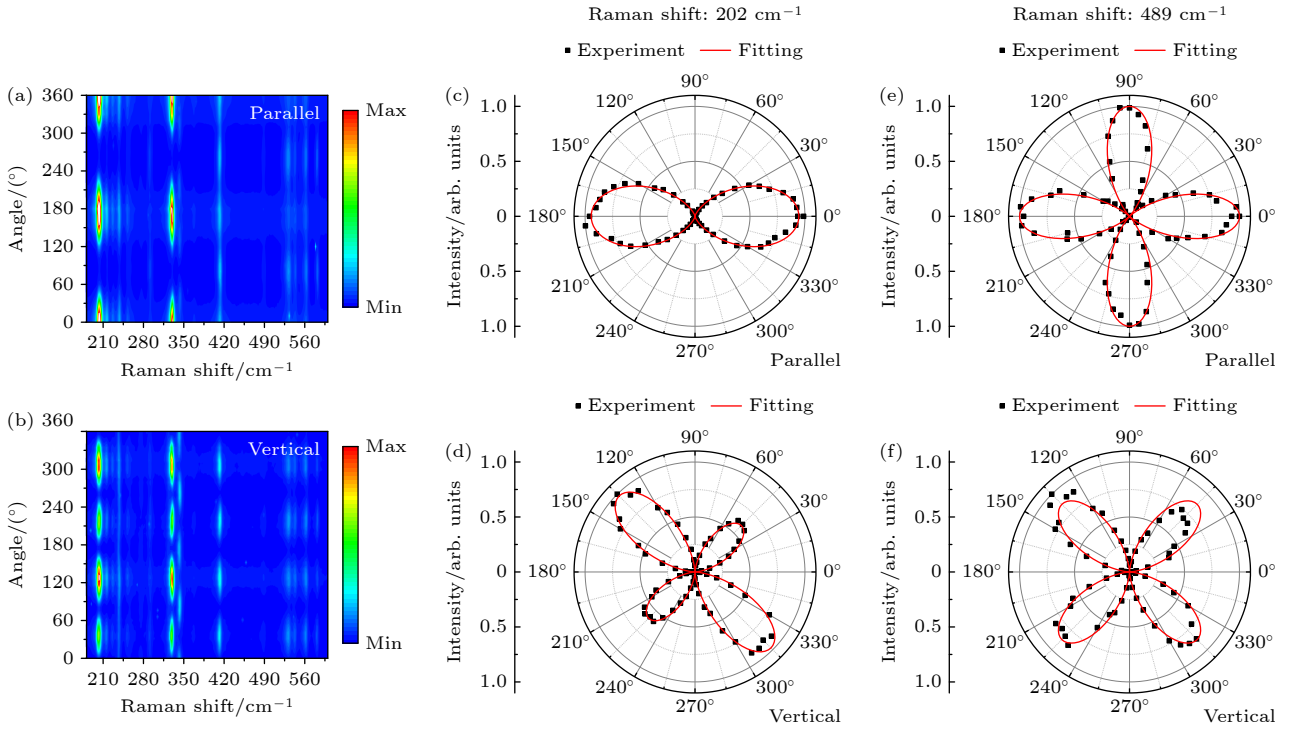 Raman shift: 202 cm⁻¹
Raman shift: 489 cm⁻¹
(a)
360
300
240
180
120
60
0
Angle/(°)
Parallel
210 280 350 420 490 560
Raman shift/cm⁻¹
Max
Min
(b)
360
300
240
180
120
60
0
Angle/(°)
Vertical
210 280 350 420 490 560
Raman shift/cm⁻¹
Max
Min
Experiment Fitting
(c)
1.0
0.5
0
0.5
1.0
Intensity/arb. units
90°
120° 60°
150° 30°
180° 0°
210° 330°
240° 300°
270°
Parallel
Experiment Fitting
(d)
1.0
0.5
0
0.5
1.0
Intensity/arb. units
90°
120° 60°
150° 30°
180° 0°
210° 330°
240° 300°
270°
Vertical
Experiment Fitting
(e)
1.0
0.5
0
0.5
1.0
Intensity/arb. units
90°
120° 60°
150° 30°
180° 0°
210° 330°
240° 300°
270°
Parallel
Experiment Fitting
(f)
1.0
0.5
0
0.5
1.0
Intensity/arb. units
90°
120° 60°
150° 30°
180° 0°
210° 330°
240° 300°
270°
Vertical